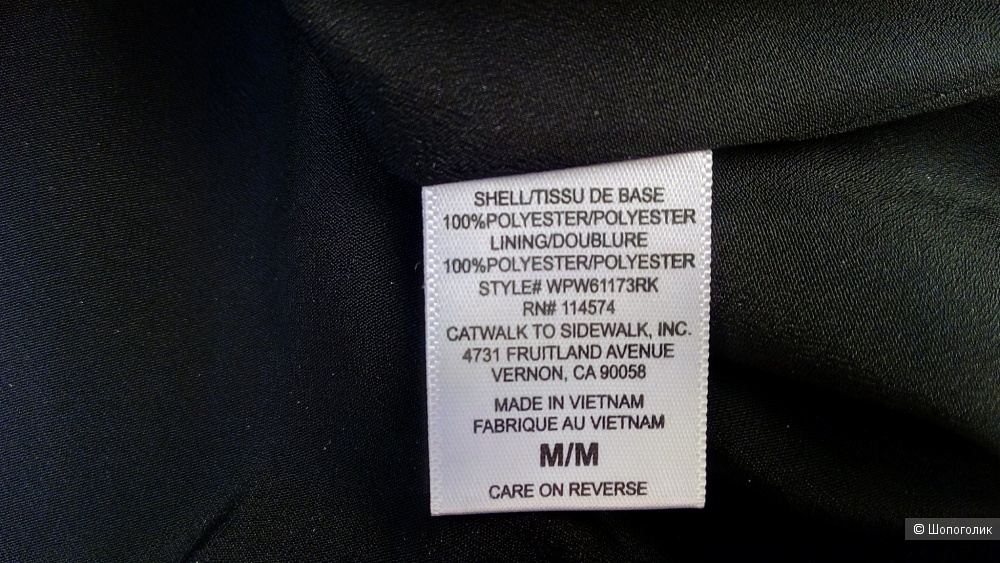 SHELL/TISSU DE BASE
100%POLYESTER/POLYESTER
LINING/DOUBLURE
100%POLYESTER/POLYESTER
STYLE# WPW61173RK
RN# 114574
CATWALK TO SIDEWALK, INC.
4731 FRUITLAND AVENUE
VERNON, CA 90058
MADE IN VIETNAM
FABRIQUE AU VIETNAM
M/M
CARE ON REVERSE
© Шопоголик